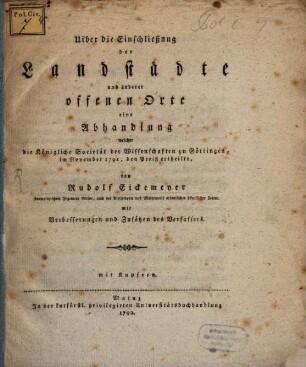 Pol. Civ.
Uiber die Einschließung
der
Landstädte
und anderer
offenen Orte
eine
Abhandlung
welcher
die Königliche Societät der Wissenschaften zu Göttingen,
im November 1791, den Preiß ertheilte,
von
Rudolf Eickemeyer
mit
Verbesserungen und Zusätzen des Verfassers.
mit Kupfern.
Mainz
In der kurfürstl. privilegirten Universitätsbuchhandlung
1792.